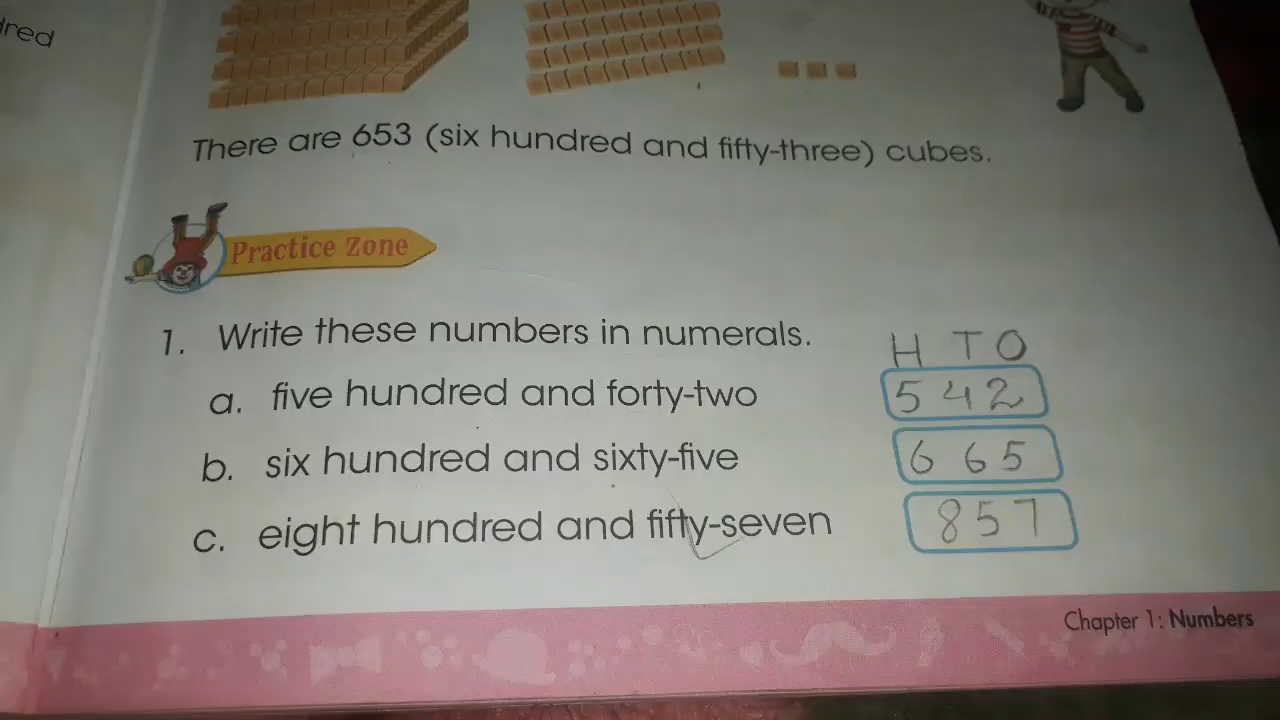 dred
There are 653 (six hundred and fifty-three) cubes.
Practice Zone
1. Write these numbers in numerals.
H T O
a. five hundred and forty-two 542
b. six hundred and sixty-five 665
c. eight hundred and fifty-seven 857
Chapter 1: Numbers